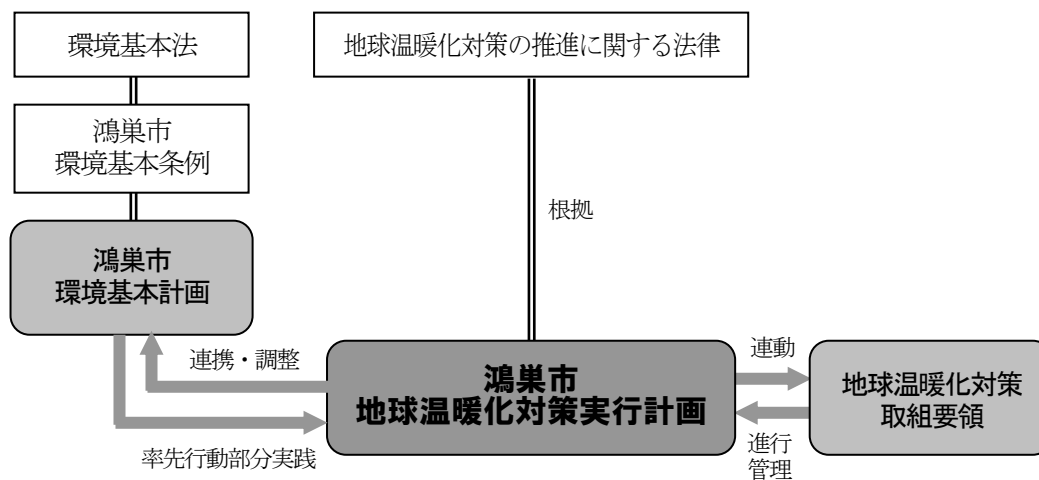 環境基本法
地球温暖化対策の推進に関する法律
鴻巣市
環境基本条例
根拠
鴻巣市
環境基本計画
連携・調整
鴻巣市
地球温暖化対策実行計画
連動
地球温暖化対策
取組要領
率先行動部分実践
進行
管理